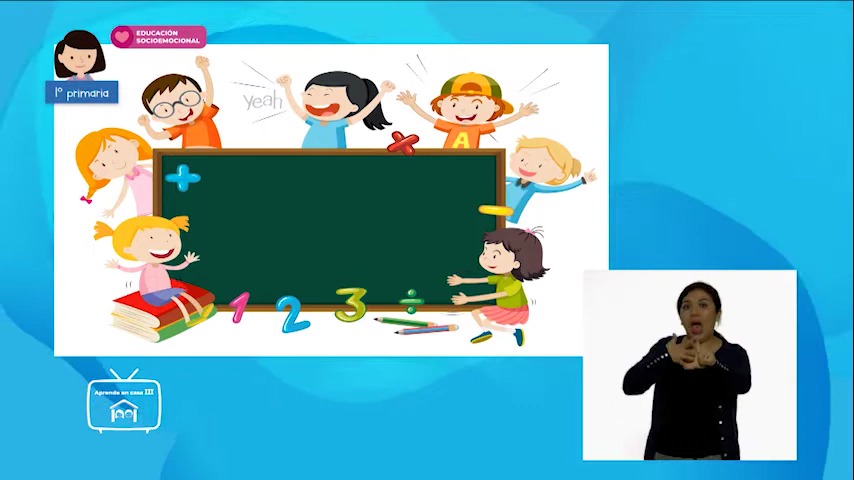 EDUCACIÓN
SOCIOEMOCIONAL
1° primaria
yeah
A
1 2 3
Aprende en casa III